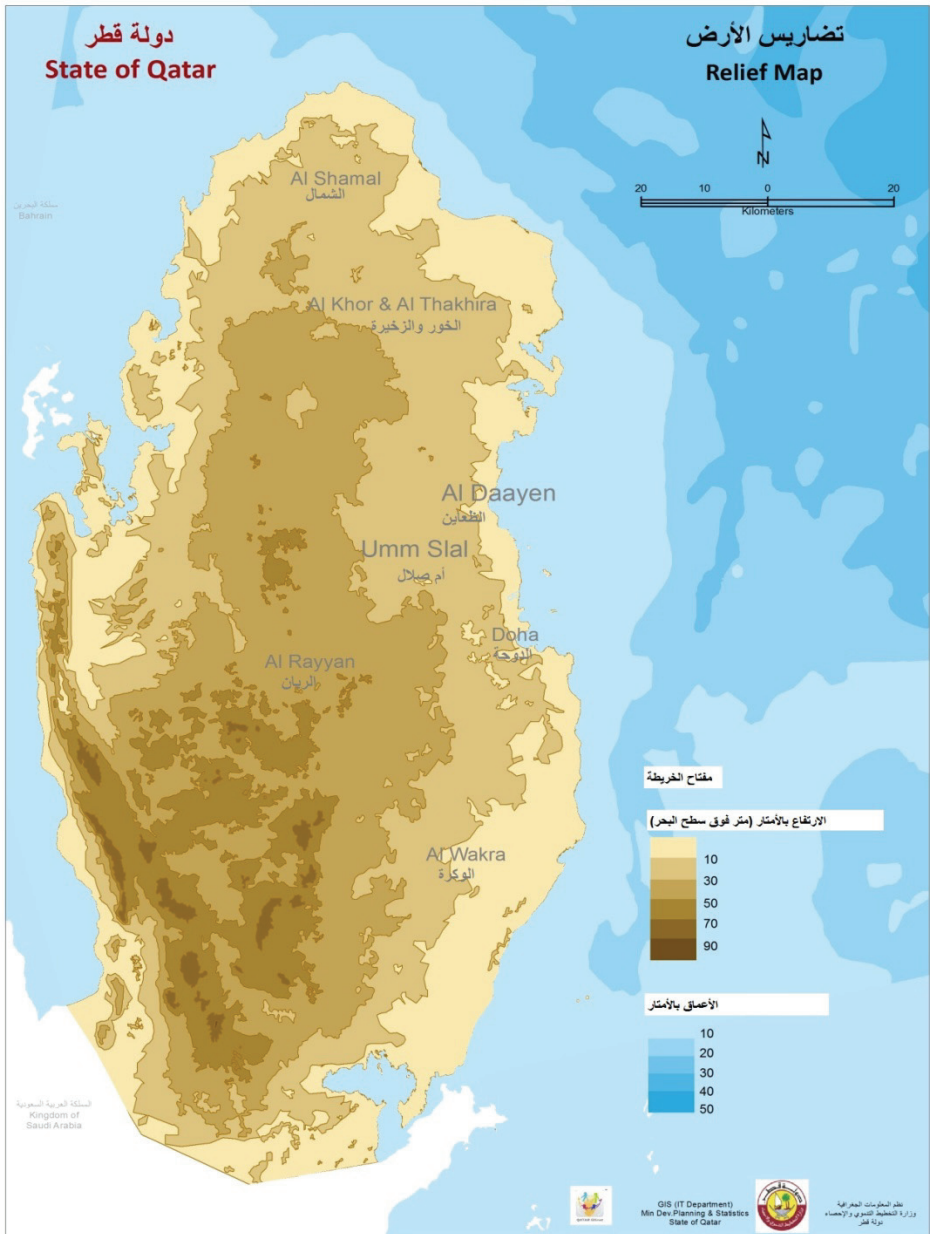 دولة قطر
State of Qatar
تضاريس الأرض
Relief Map
N
20 10 0 20
Kilometers
Al Shamal
الشمال
مملكة البحرين
Bahrain
Al Khor & Al Thakhira
الخور والزخيرة
Al Daayen
الظعاين
Umm Slal
أم صلال
Doha
الدوحة
Al Rayyan
الريان
Al Wakra
الوكرة
مفتاح الخريطة
الارتفاع بالأمتار (متر فوق سطح البحر)
10
30
50
70
90
الأعماق بالأمتار
10
20
30
40
50
المملكة العربية السعودية
Kingdom of
Saudi Arabia
GIS (IT Department)
Min Dev.Planning & Statistics
State of Qatar
نظم المعلومات الجغرافية
وزارة التخطيط التنموي والإحصاء
دولة قطر